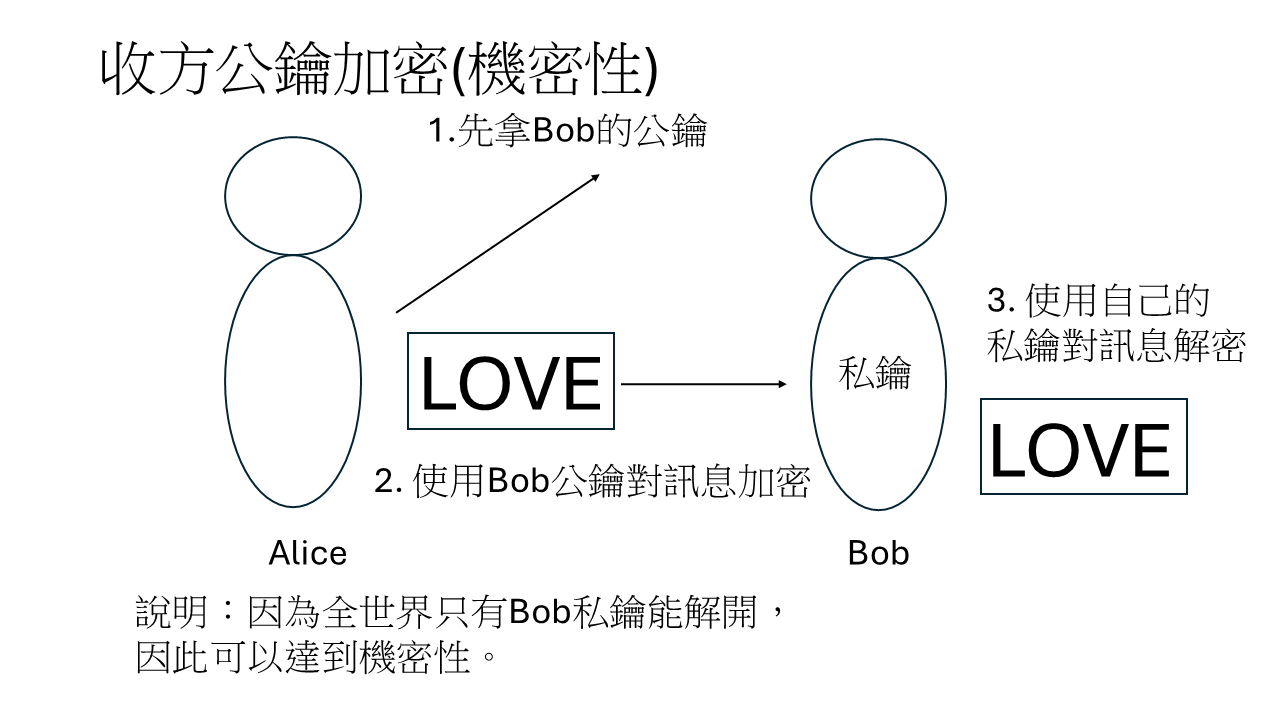 收方公鑰加密(機密性)
1.先拿Bob的公鑰
3. 使用自己的
私鑰對訊息解密
私鑰
LOVE
LOVE
2. 使用Bob公鑰對訊息加密
Alice
Bob
說明：因為全世界只有Bob私鑰能解開，
因此可以達到機密性。